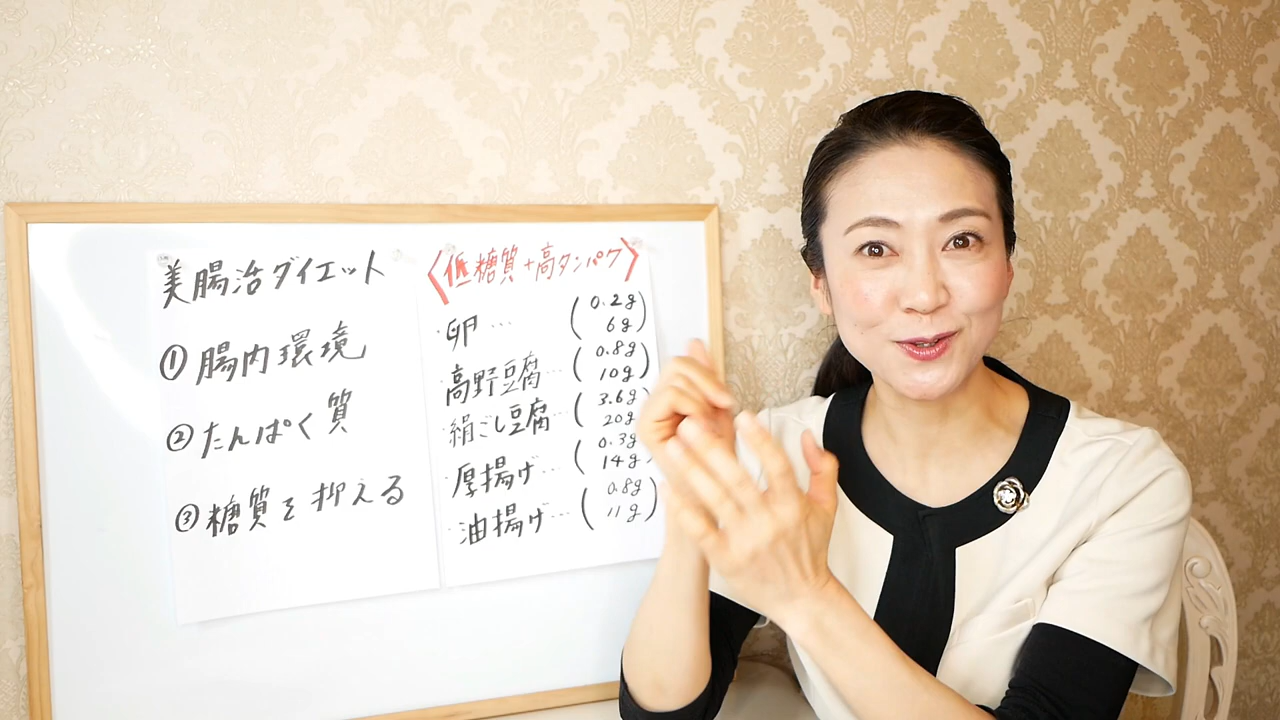 美腸治ダイエット
①腸内環境
②たんぱく質
③糖質を抑える
〈低糖質+高タンパク〉
・卵…(0.2g
6g)
・高野豆腐…(0.8g
10g)
・絹ごし豆腐…(3.6g
20g)
・厚揚げ…(0.3g
14g)
・油揚げ…(0.8g
11g)